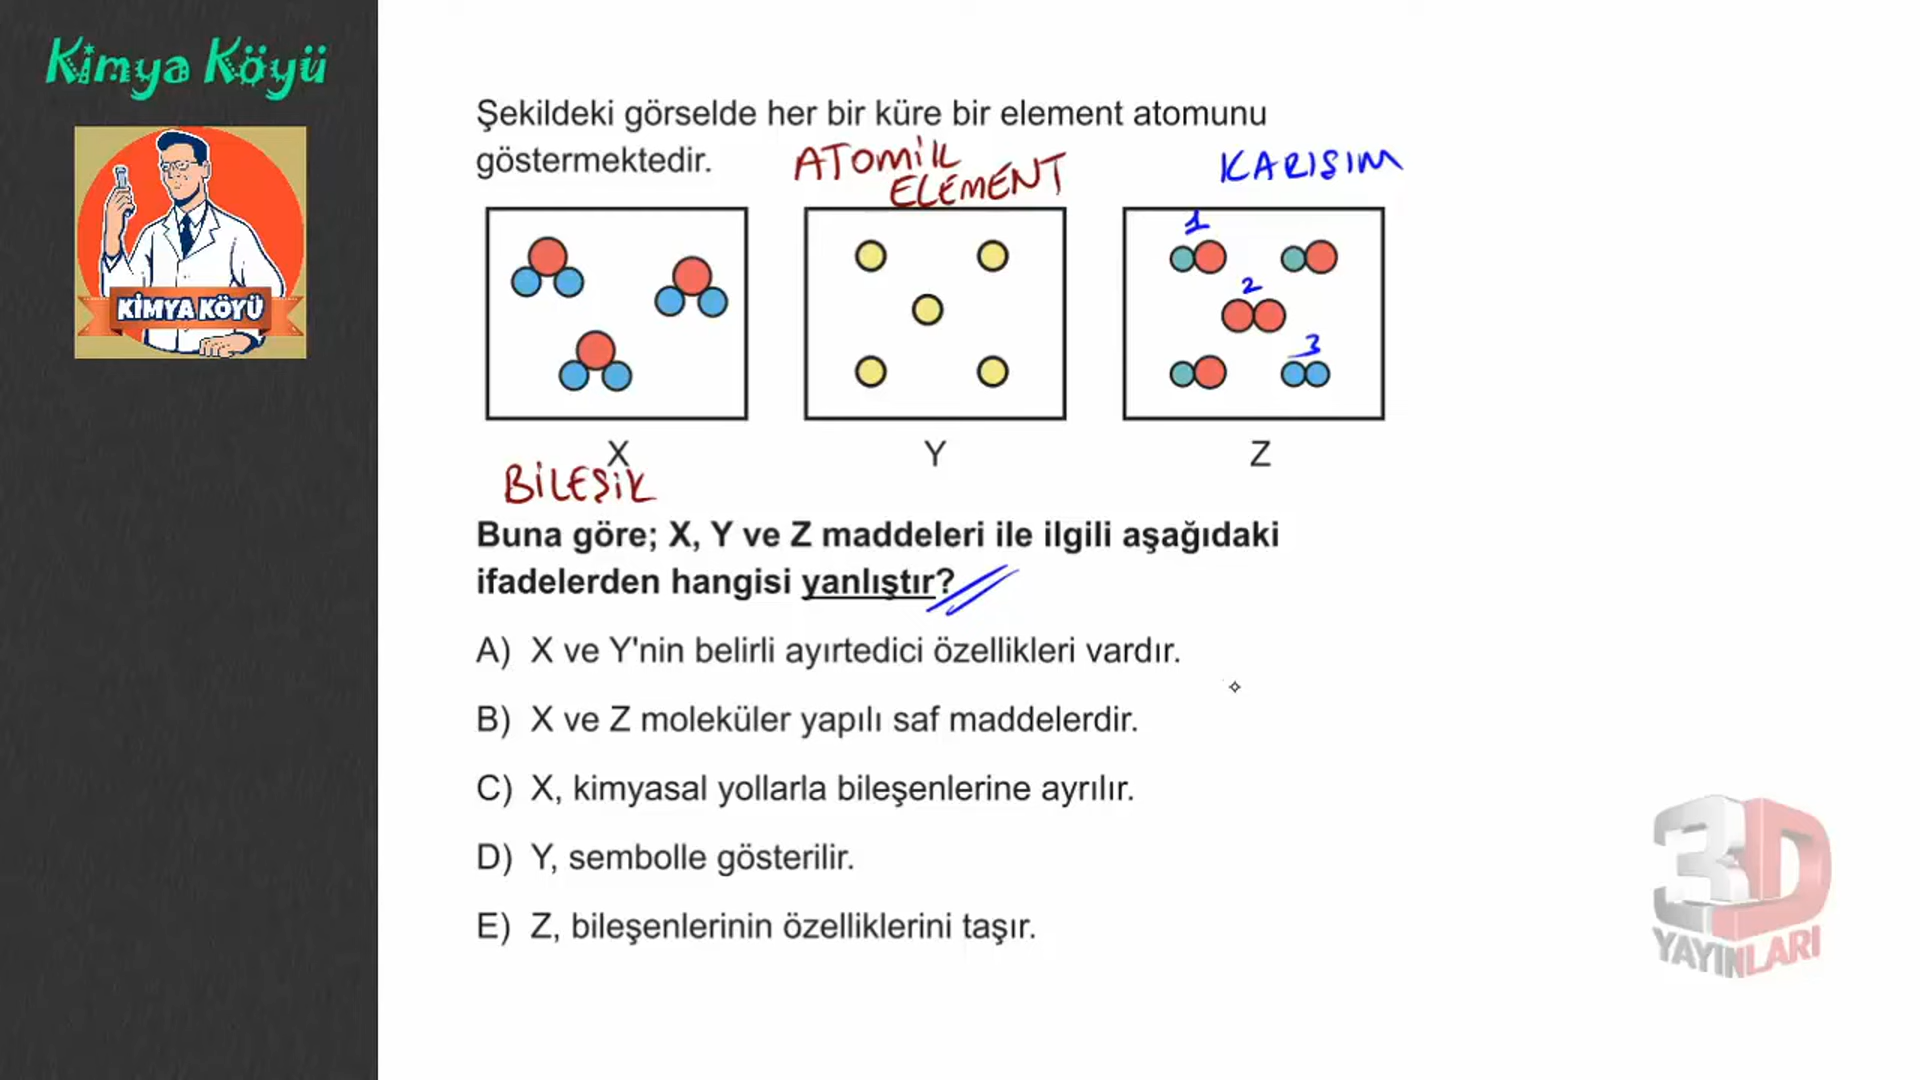 Kimya Köyü
KİMYA KÖYÜ
Şekildeki görselde her bir küre bir element atomunu
göstermektedir.
ATOMİK
ELEMENT
KARIŞIM
1
2
3
X
Y
Z
BİLEŞİK
Buna göre; X, Y ve Z maddeleri ile ilgili aşağıdaki
ifadelerden hangisi yanlıştır?
A) X ve Y'nin belirli ayırtedici özellikleri vardır.
B) X ve Z moleküler yapılı saf maddelerdir.
C) X, kimyasal yollarla bileşenlerine ayrılır.
D) Y, sembolle gösterilir.
E) Z, bileşenlerinin özelliklerini taşır.
3D
YAYINLARI